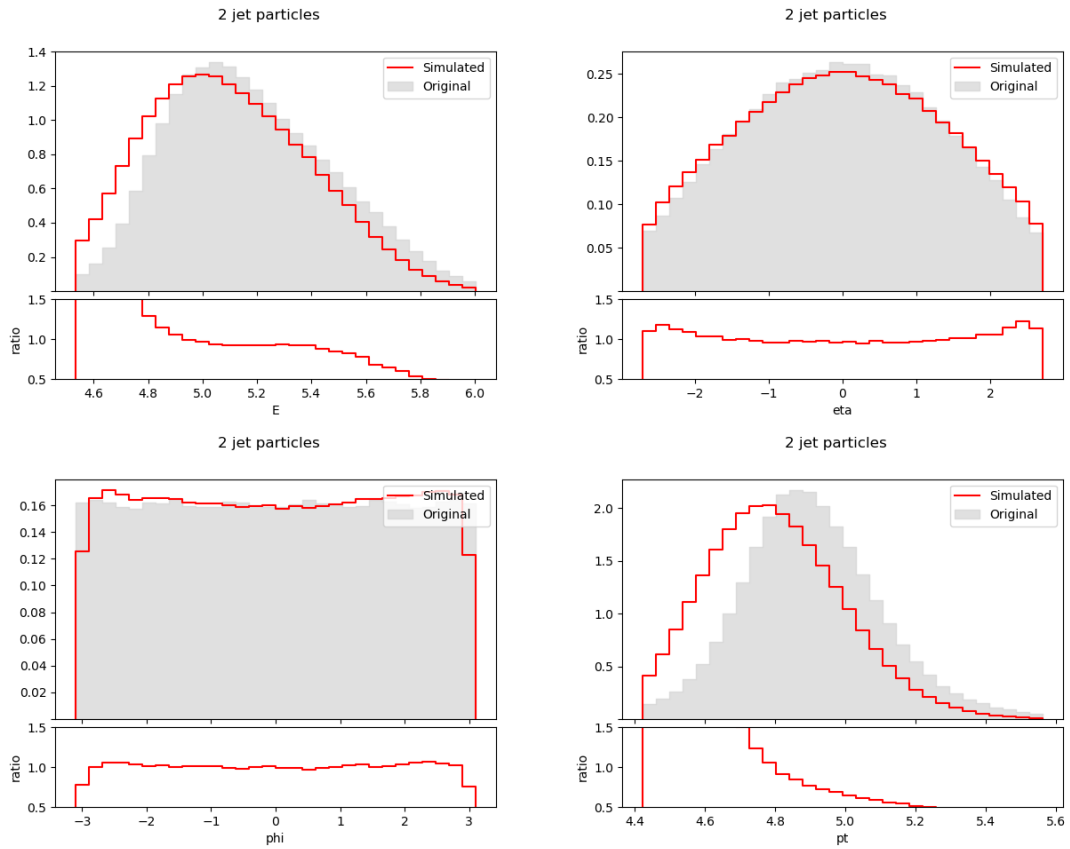 2 jet particles
1.4
1.2
1.0
0.8
0.6
0.4
0.2
Simulated
Original
1.5
1.0
0.5
ratio
4.6 4.8 5.0 5.2 5.4 5.6 5.8 6.0
E
2 jet particles
0.25
0.20
0.15
0.10
0.05
Simulated
Original
1.5
1.0
0.5
ratio
−2 −1 0 1 2
eta
2 jet particles
0.16
0.14
0.12
0.10
0.08
0.06
0.04
0.02
Simulated
Original
1.5
1.0
0.5
ratio
−3 −2 −1 0 1 2 3
phi
2 jet particles
2.0
1.5
1.0
0.5
Simulated
Original
1.5
1.0
0.5
ratio
4.4 4.6 4.8 5.0 5.2 5.4 5.6
pt